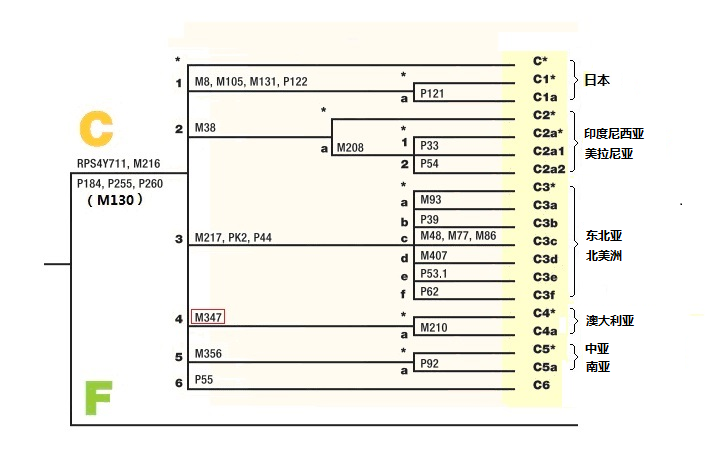 * C*
1 M8, M105, M131, P122 * C1* 日本
a P121 C1a
C
2 M38 * C2*
* C2a*
1 P33 印度尼西亚
a M208 C2a1 美拉尼亚
2 P54 C2a2
RPS4Y711, M216
P184, P255, P260
（M130）
* C3*
a M93 C3a
b P39 C3b
3 M217, PK2, P44 c M48, M77, M86 C3c 东北亚
d M407 C3d 北美洲
e P53.1 C3e
f P62 C3f
4 M347 * C4* 澳大利亚
a M210 C4a
5 M356 * C5* 中亚
a P92 C5a 南亚
6 P55 C6
F